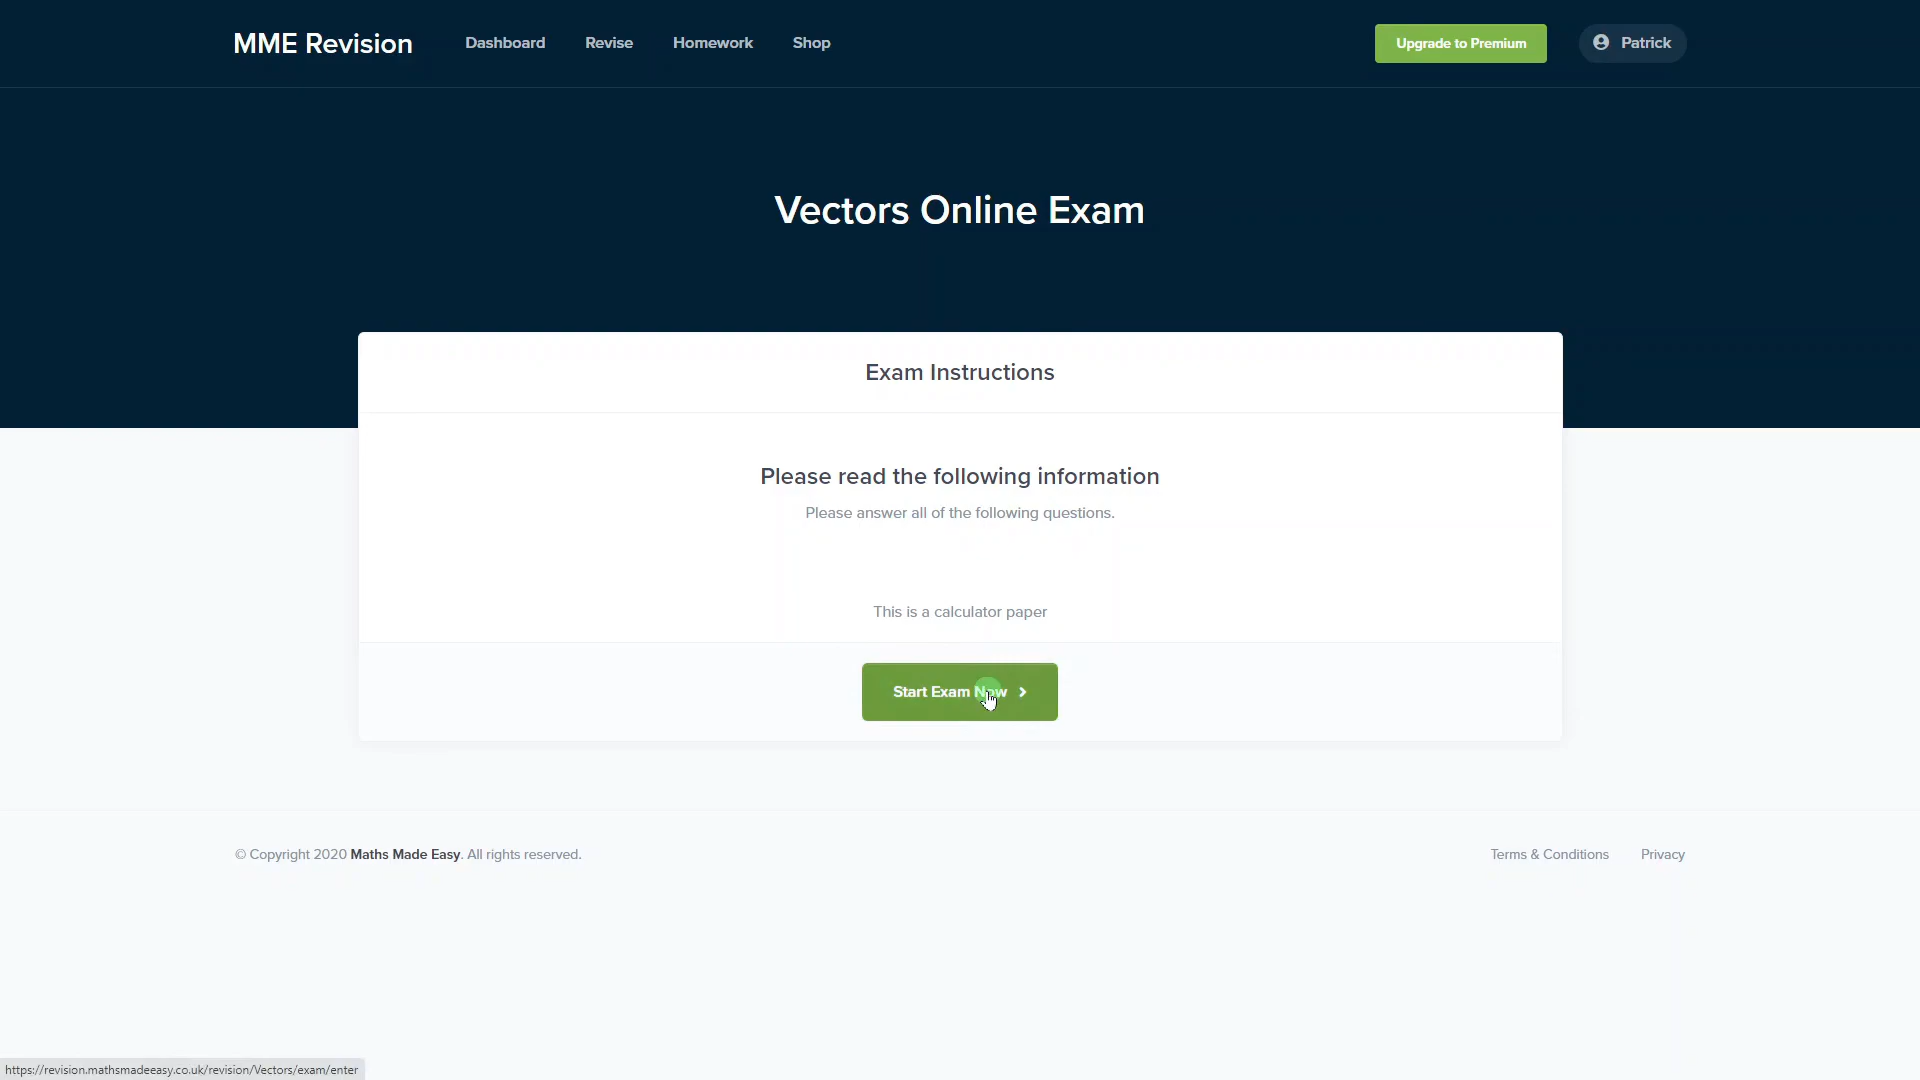 MME Revision
Dashboard
Revise
Homework
Shop
Upgrade to Premium
Patrick
Vectors Online Exam
Exam Instructions
Please read the following information
Please answer all of the following questions.
This is a calculator paper
Start Exam Now
© Copyright 2020 Maths Made Easy. All rights reserved.
Terms & Conditions
Privacy
https://revision.mathsmadeeasy.co.uk/revision/Vectors/exam/enter